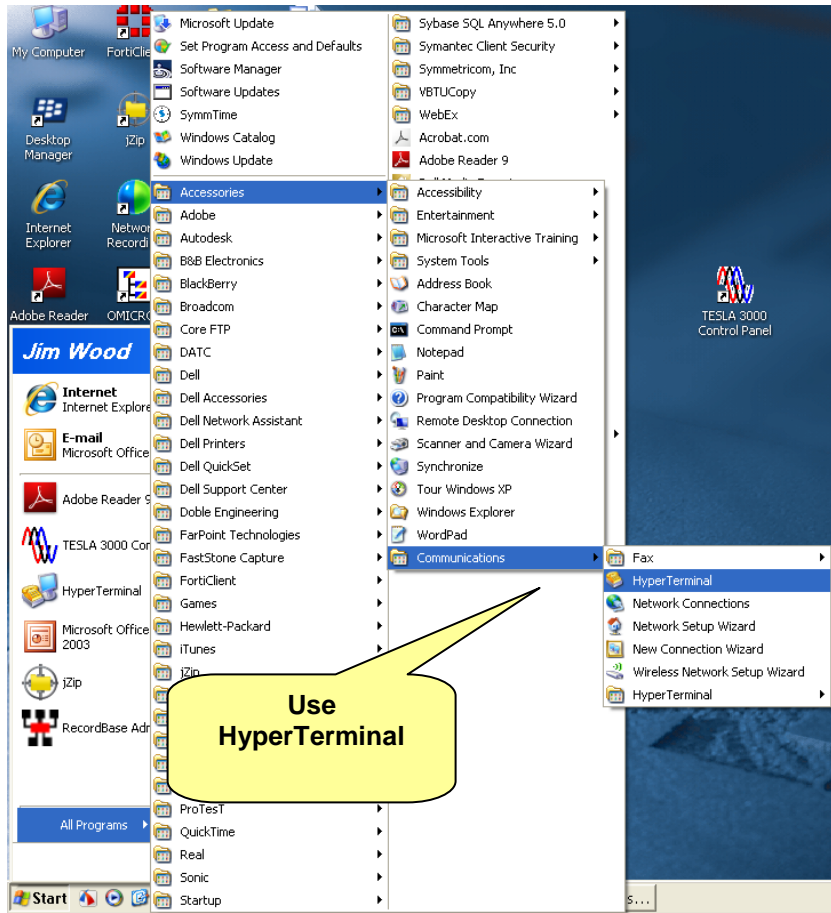 My Computer
FortiClie
Desktop
Manager
jZip
Internet
Explorer
Networ
Recordi
Adobe Reader
OMICRO
TESLA 3000
Control Panel
Jim Wood
Internet
Internet Explore
E-mail
Microsoft Office
Adobe Reader 9
TESLA 3000 Cor
HyperTerminal
Microsoft Office
2003
jZip
RecordBase Adr
All Programs
Start
s...
Microsoft Update
Set Program Access and Defaults
Software Manager
Software Updates
SymmTime
Windows Catalog
Windows Update
Accessories
Adobe
Autodesk
B&B Electronics
BlackBerry
Broadcom
Core FTP
DATC
Dell
Dell Accessories
Dell Network Assistant
Dell Printers
Dell QuickSet
Dell Support Center
Doble Engineering
FarPoint Technologies
FastStone Capture
FortiClient
Games
Hewlett-Packard
iTunes
jZip
ProTesT
QuickTime
Real
Sonic
Startup
Sybase SQL Anywhere 5.0
Symantec Client Security
Symmetricom, Inc
VBTUCopy
WebEx
Acrobat.com
Adobe Reader 9
Accessibility
Entertainment
Microsoft Interactive Training
System Tools
Address Book
Character Map
Command Prompt
Notepad
Paint
Program Compatibility Wizard
Remote Desktop Connection
Scanner and Camera Wizard
Synchronize
Tour Windows XP
Windows Explorer
WordPad
Communications
Fax
HyperTerminal
Network Connections
Network Setup Wizard
New Connection Wizard
Wireless Network Setup Wizard
HyperTerminal
Use
HyperTerminal